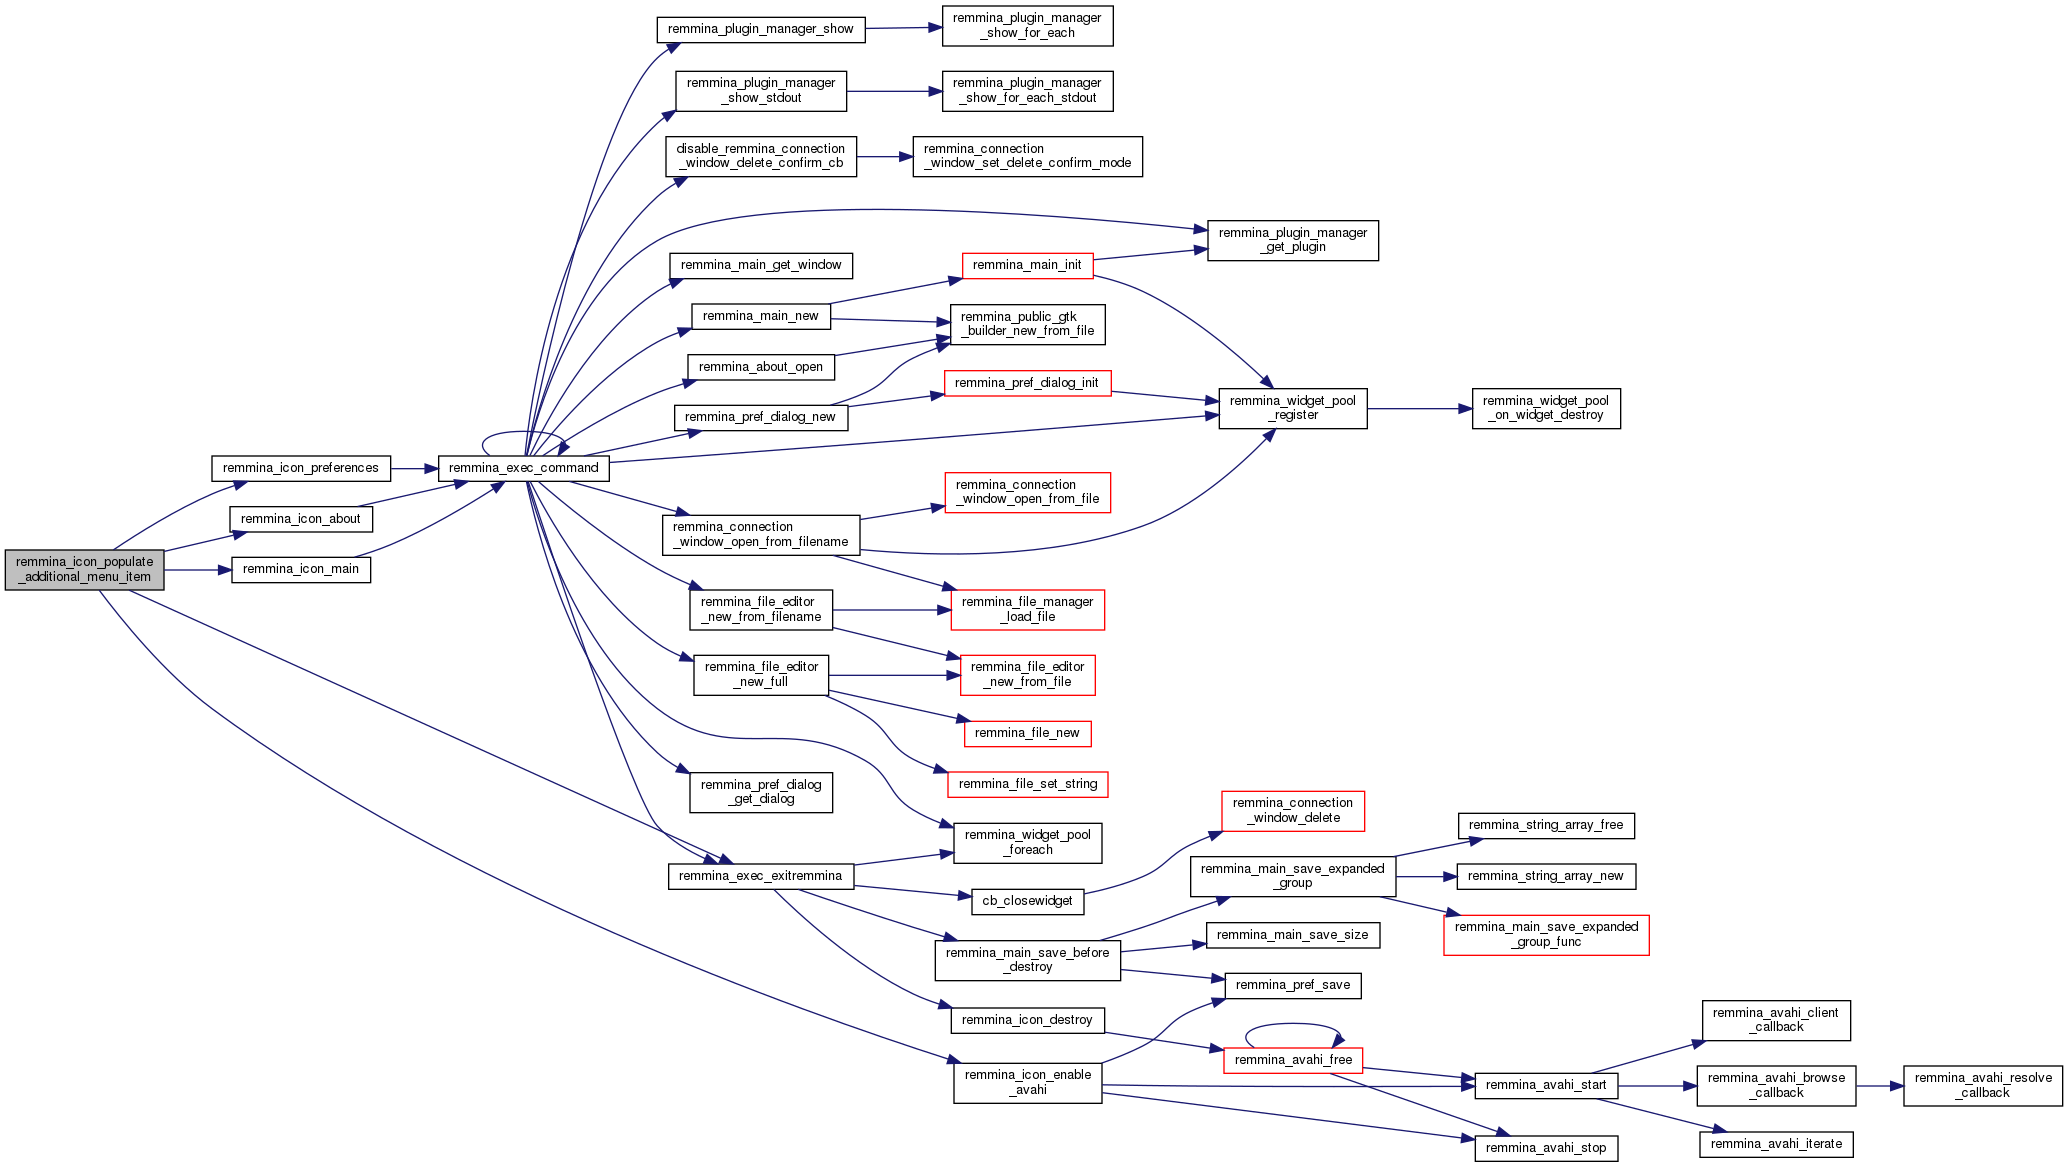 remmina_plugin_manager_show
remmina_plugin_manager
_show_for_each
remmina_plugin_manager
_show_stdout
remmina_plugin_manager
_show_for_each_stdout
disable_remmina_connection
_window_delete_confirm_cb
remmina_connection
_window_set_delete_confirm_mode
remmina_plugin_manager
_get_plugin
remmina_main_get_window
remmina_main_init
remmina_main_new
remmina_public_gtk
_builder_new_from_file
remmina_about_open
remmina_pref_dialog_init
remmina_pref_dialog_new
remmina_widget_pool
_register
remmina_widget_pool
_on_widget_destroy
remmina_icon_preferences
remmina_exec_command
remmina_connection
_window_open_from_file
remmina_icon_about
remmina_connection
_window_open_from_filename
remmina_icon_populate
_additional_menu_item
remmina_icon_main
remmina_file_editor
_new_from_filename
remmina_file_manager
_load_file
remmina_file_editor
_new_full
remmina_file_editor
_new_from_file
remmina_file_new
remmina_pref_dialog
_get_dialog
remmina_file_set_string
remmina_widget_pool
_foreach
remmina_connection
_window_delete
remmina_string_array_free
remmina_exec_exitremmina
remmina_main_save_expanded
_group
remmina_string_array_new
cb_closewidget
remmina_main_save_size
remmina_main_save_expanded
_group_func
remmina_main_save_before
_destroy
remmina_pref_save
remmina_icon_destroy
remmina_avahi_client
_callback
remmina_avahi_free
remmina_icon_enable
_avahi
remmina_avahi_start
remmina_avahi_browse
_callback
remmina_avahi_resolve
_callback
remmina_avahi_stop
remmina_avahi_iterate